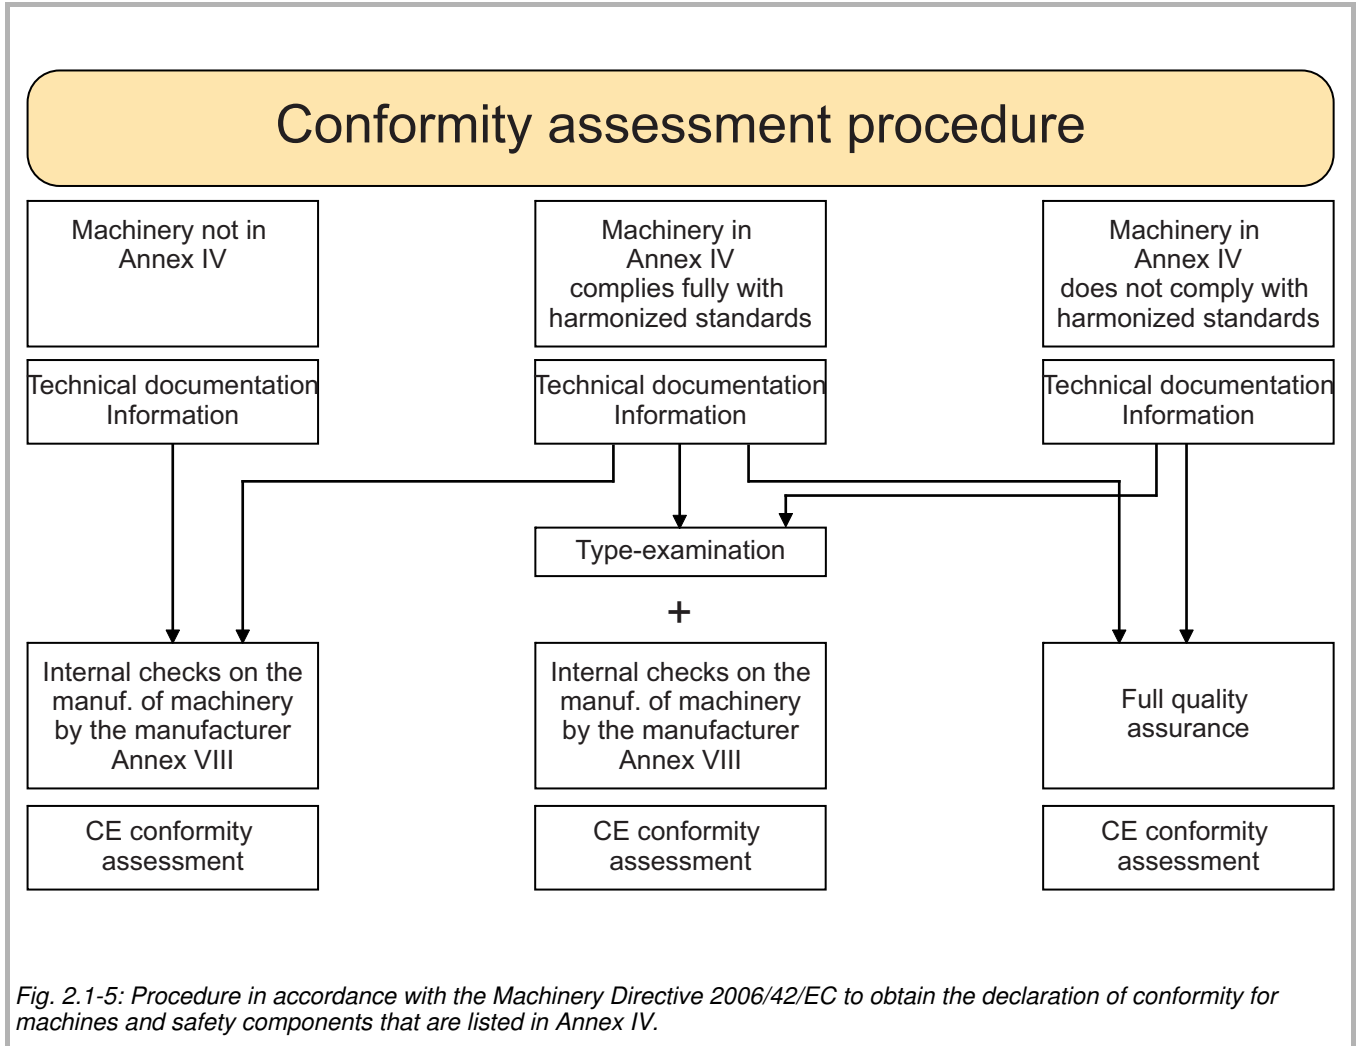 Conformity assessment procedure
Machinery not in
Annex IV
Machinery in
Annex IV
complies fully with
harmonized standards
Machinery in
Annex IV
does not comply with
harmonized standards
Technical documentation
Information
Technical documentation
Information
Technical documentation
Information
Type-examination
+
Internal checks on the
manuf. of machinery
by the manufacturer
Annex VIII
Internal checks on the
manuf. of machinery
by the manufacturer
Annex VIII
Full quality
assurance
CE conformity
assessment
CE conformity
assessment
CE conformity
assessment
Fig. 2.1-5: Procedure in accordance with the Machinery Directive 2006/42/EC to obtain the declaration of conformity for
machines and safety components that are listed in Annex IV.